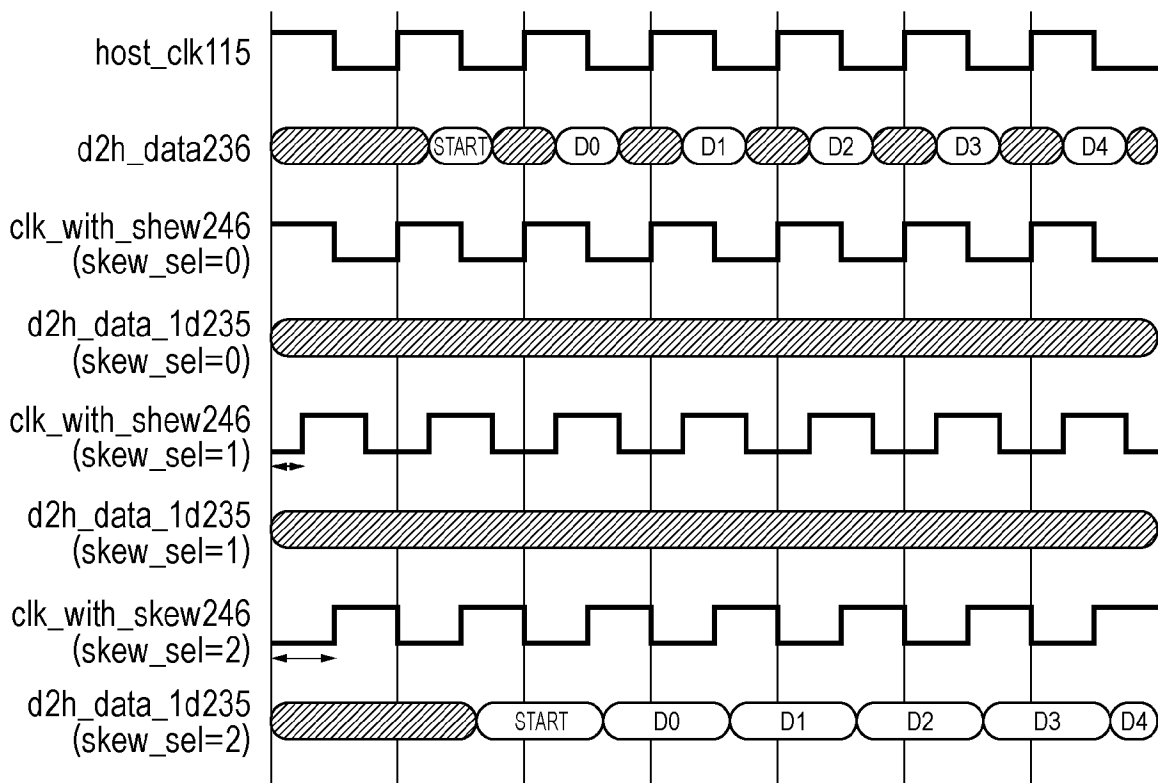 host_clk115
d2h_data236
START D0 D1 D2 D3 D4
clk_with_shew246
(skew_sel=0)
d2h_data_1d235
(skew_sel=0)
clk_with_shew246
(skew_sel=1)
d2h_data_1d235
(skew_sel=1)
clk_with_skew246
(skew_sel=2)
d2h_data_1d235
(skew_sel=2)
START D0 D1 D2 D3 D4